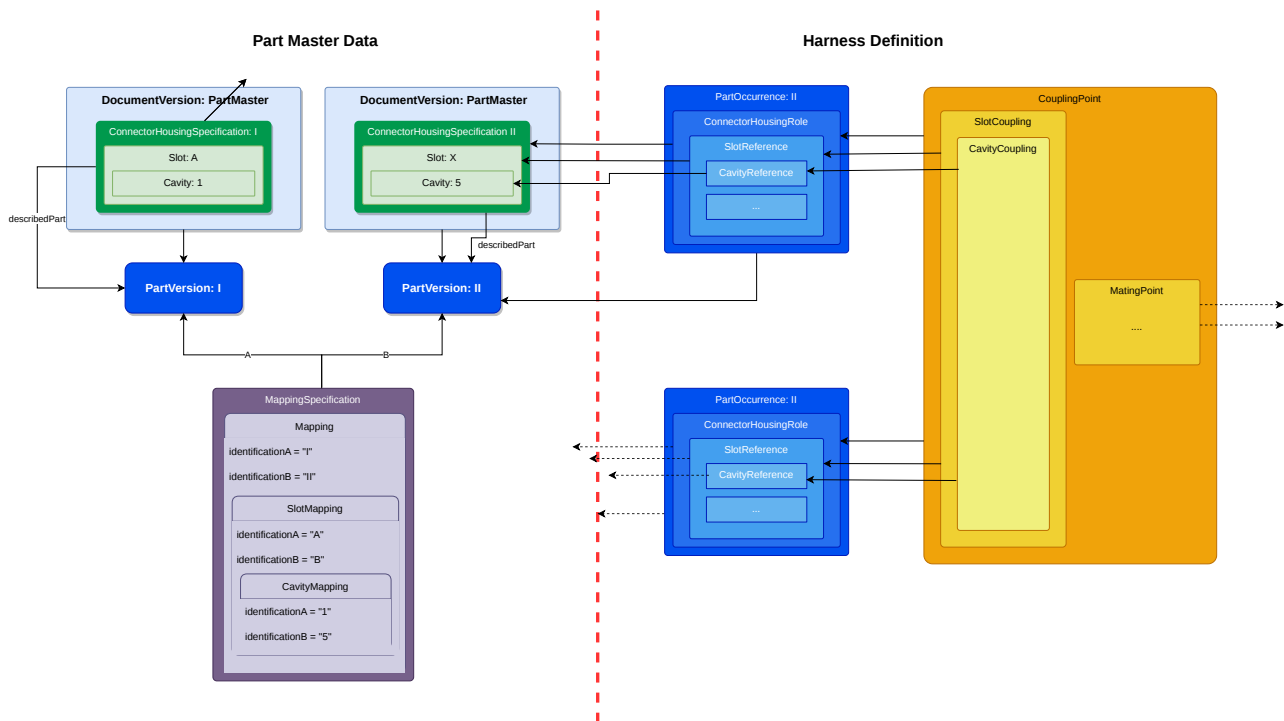 Part Master Data
Harness Definition
DocumentVersion: PartMaster
ConnectorHousingSpecification: I
Slot: A
Cavity: 1
describedPart
PartVersion: I
DocumentVersion: PartMaster
ConnectorHousingSpecification II
Slot: X
Cavity: 5
describedPart
PartVersion: II
A
B
MappingSpecification
Mapping
identificationA = "I"
identificationB = "II"
SlotMapping
identificationA = "A"
identificationB = "B"
CavityMapping
identificationA = "1"
identificationB = "5"
PartOccurrence: II
ConnectorHousingRole
SlotReference
CavityReference
...
PartOccurrence: II
ConnectorHousingRole
SlotReference
CavityReference
...
CouplingPoint
SlotCoupling
CavityCoupling
MatingPoint
....